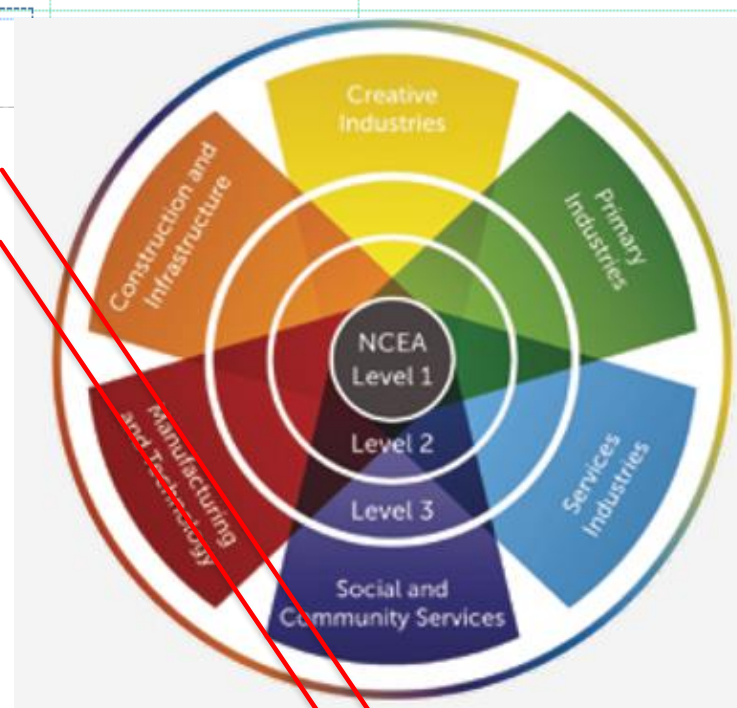 Creative
Industries
Construction and
Infrastructure
Primary
Industries
NCEA
Level 1
Level 2
Level 3
Manufacturing
and Technology
Services
Industries
Social and
Community Services